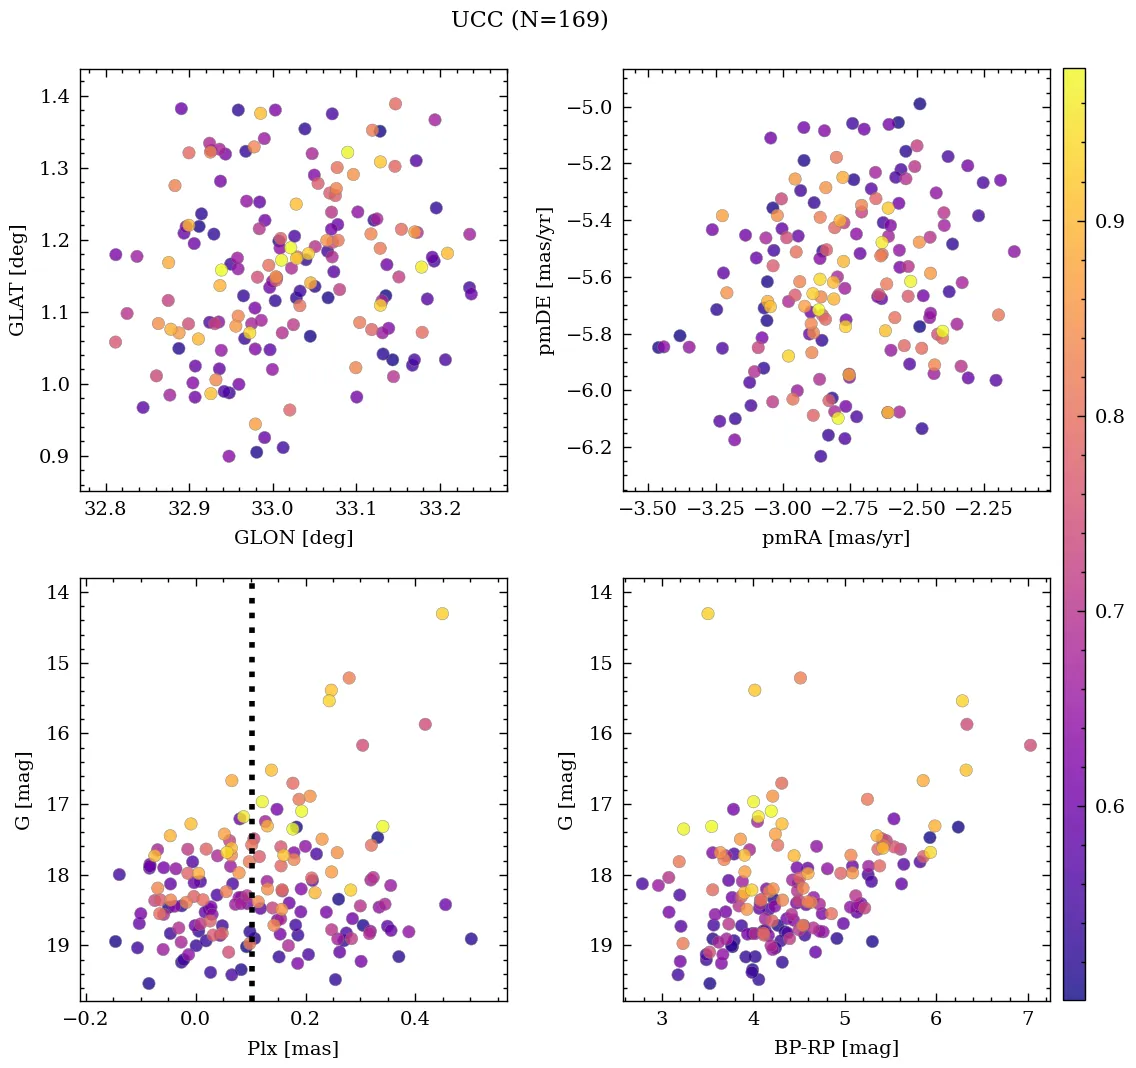 UCC (N=169)
1.4
1.3
1.2
1.1
1.0
0.9
GLAT [deg]
32.8 32.9 33.0 33.1 33.2
GLON [deg]
−5.0
−5.2
−5.4
−5.6
−5.8
−6.0
−6.2
pmDE [mas/yr]
−3.50 −3.25 −3.00 −2.75 −2.50 −2.25
pmRA [mas/yr]
0.9
0.8
0.7
0.6
14
15
16
17
18
19
G [mag]
−0.2 0.0 0.2 0.4
Plx [mas]
14
15
16
17
18
19
G [mag]
3 4 5 6 7
BP-RP [mag]